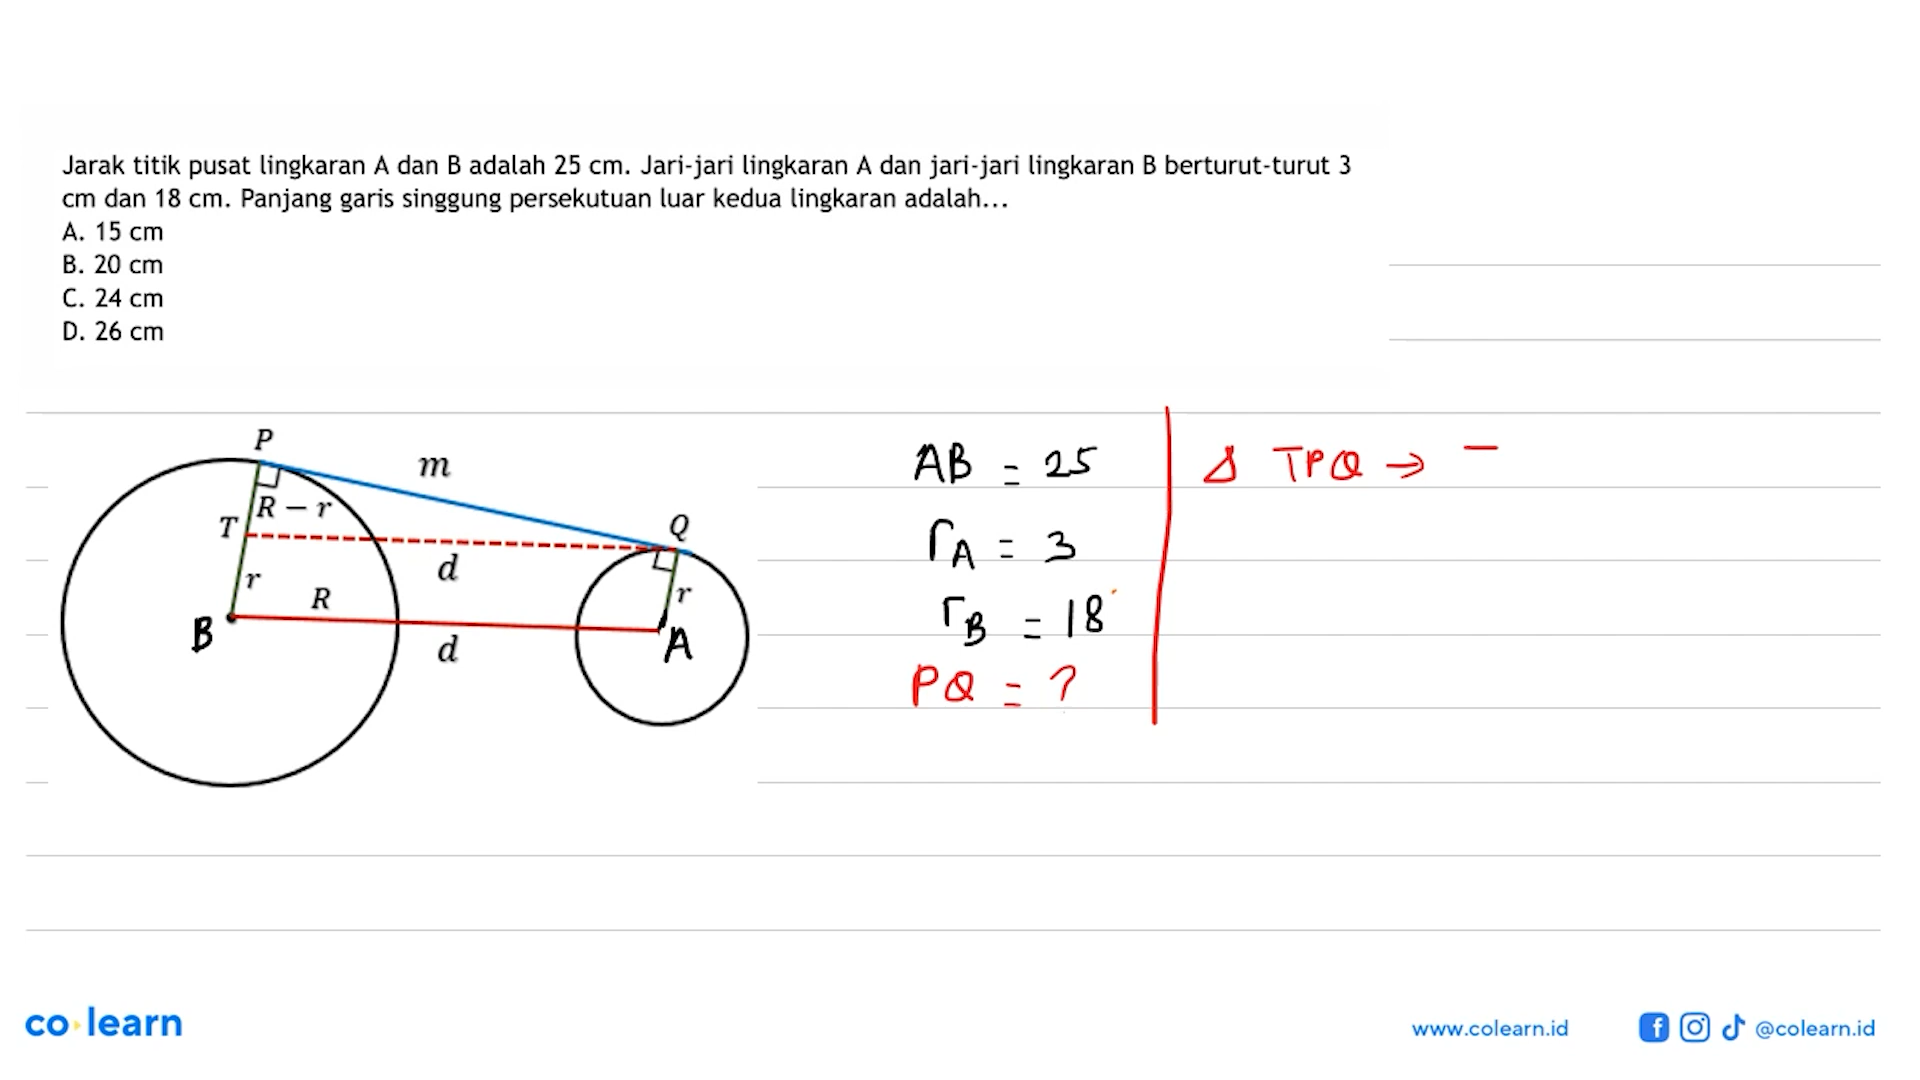 Jarak titik pusat lingkaran A dan B adalah 25 cm. Jari-jari lingkaran A dan jari-jari lingkaran B berturut-turut 3
cm dan 18 cm. Panjang garis singgung persekutuan luar kedua lingkaran adalah...
A. 15 cm
B. 20 cm
C. 24 cm
D. 26 cm
P
m
R – r
T
Q
d
r
r
R
B
A
d
AB = 25
rA = 3
rB = 18
PQ = ?
Δ TPQ →
co learn
www.colearn.id
@colearn.id